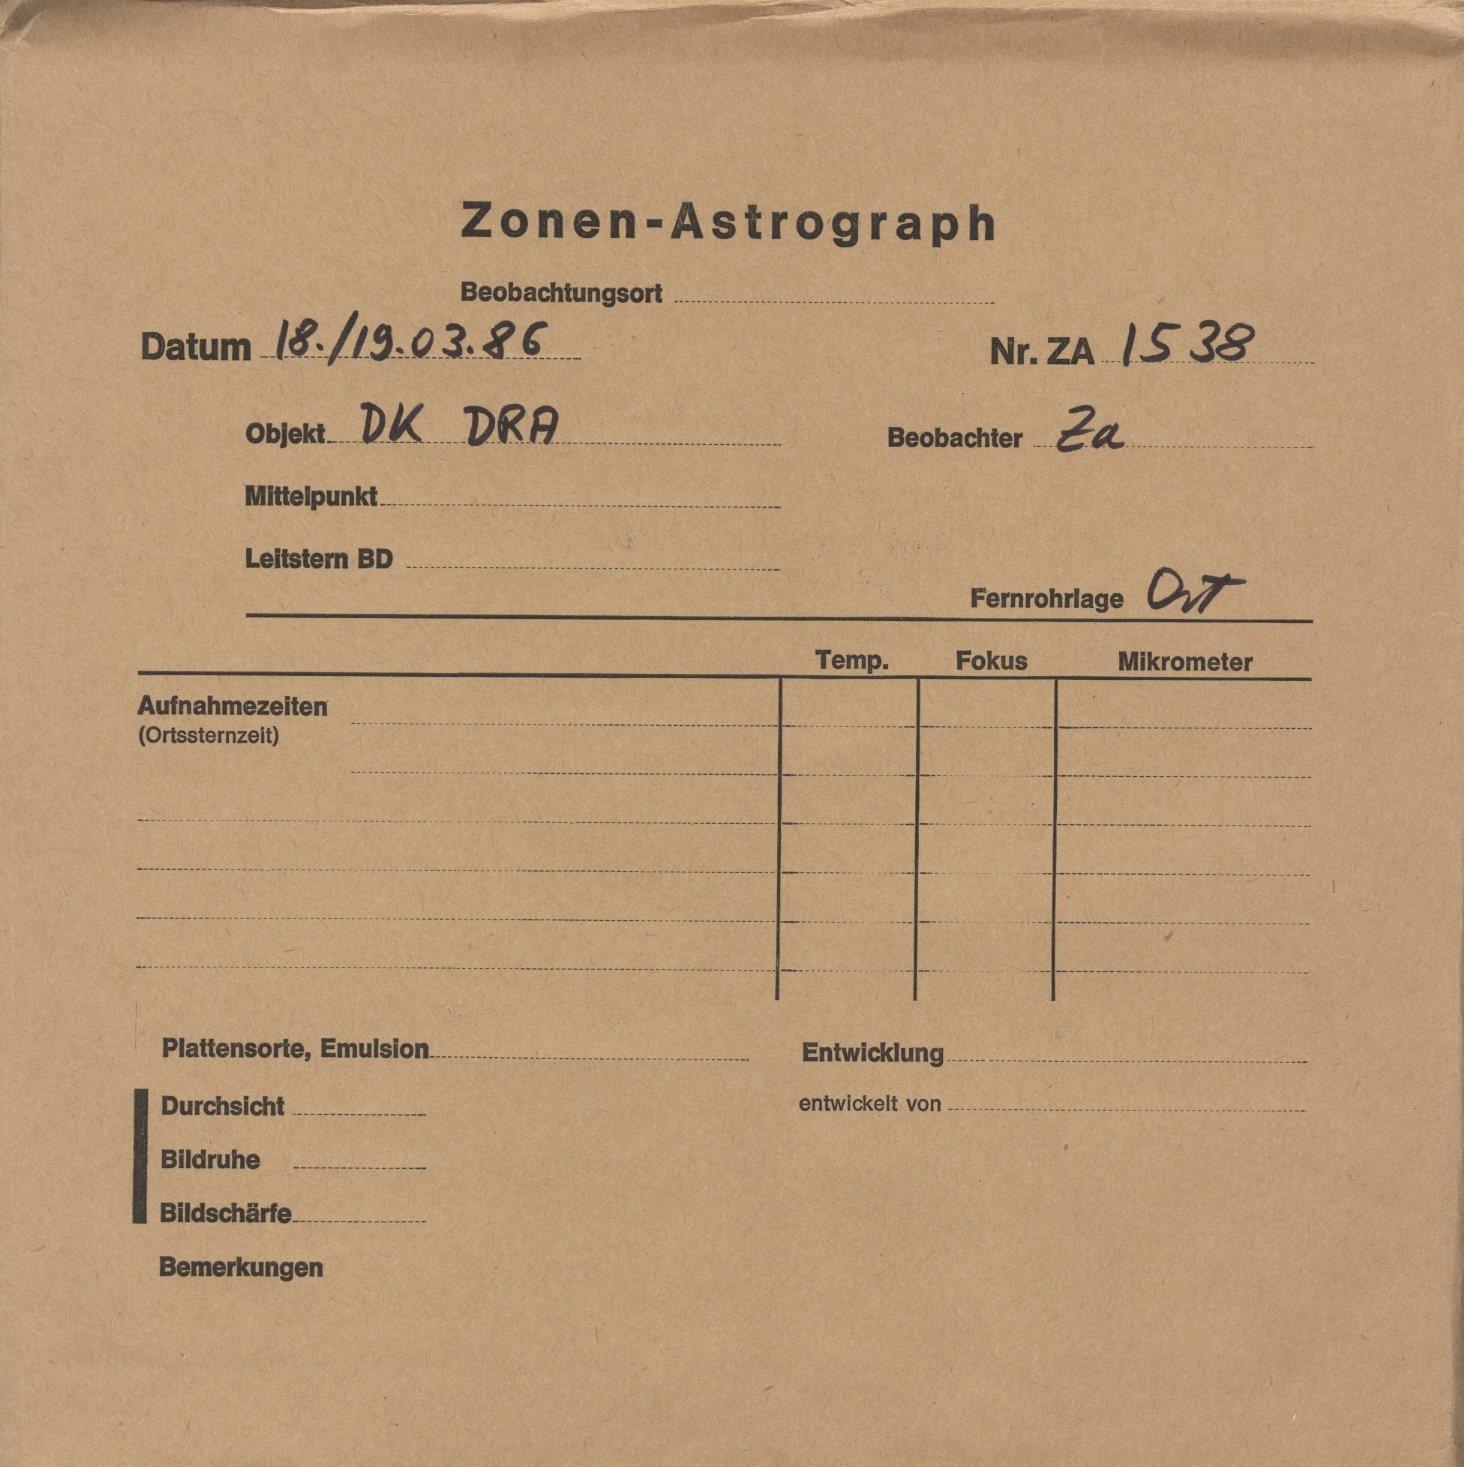 Zonen-Astrograph
Beobachtungsort
Datum 18./19.03.86 Nr. ZA 1538
Objekt DK DRA Beobachter Za
Mittelpunkt
Leitstern BD
Fernrohrlage Ost
Temp. Fokus Mikrometer
Aufnahmezeiten
(Ortssternzeit)
Plattensorte, Emulsion Entwicklung
Durchsicht entwickelt von
Bildruhe
Bildschärfe
Bemerkungen